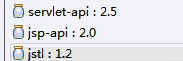 servlet-api : 2.5
jsp-api : 2.0
jstl : 1.2